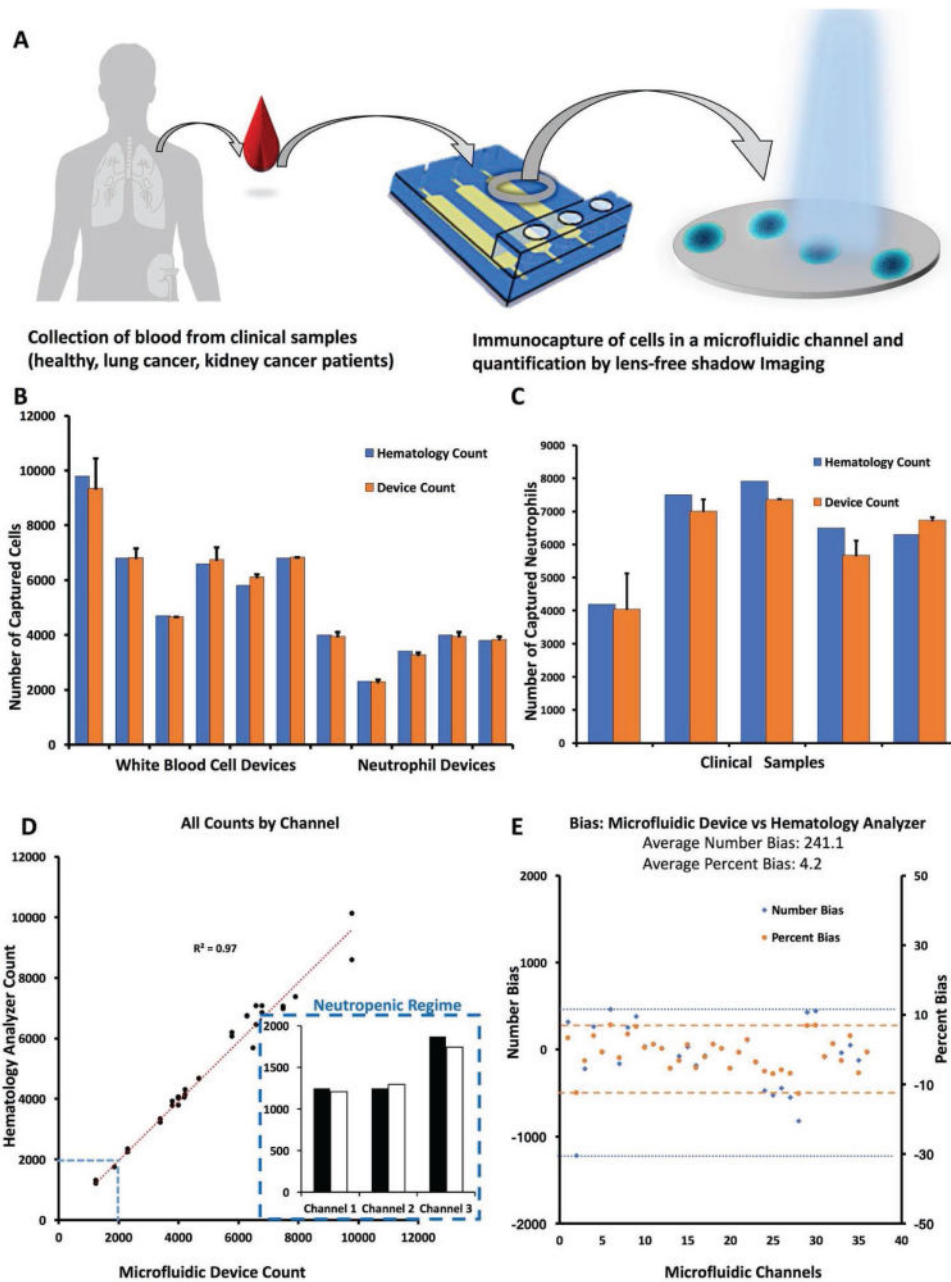 A
Collection of blood from clinical samples
(healthy, lung cancer, kidney cancer patients)
Immunocapture of cells in a microfluidic channel and
quantification by lens-free shadow Imaging
B
12000
10000
8000
6000
4000
2000
0
Number of Captured Cells
Hematology Count
Device Count
White Blood Cell Devices
Neutrophil Devices
C
9000
8000
7000
6000
5000
4000
3000
2000
1000
0
Number of Captured Neutrophils
Hematology Count
Device Count
Clinical Samples
D
All Counts by Channel
12000
10000
8000
6000
4000
2000
0
Hematology Analyzer Count
R² = 0.97
Neutropenic Regime
2000
1500
1000
500
0
Channel 1 Channel 2 Channel 3
0 2000 4000 6000 8000 10000 12000
Microfluidic Device Count
E
Bias: Microfluidic Device vs Hematology Analyzer
Average Number Bias: 241.1
Average Percent Bias: 4.2
2000
1000
0
-1000
-2000
Number Bias
Number Bias
Percent Bias
50
30
10
-10
-30
-50
Percent Bias
0 5 10 15 20 25 30 35 40
Microfluidic Channels